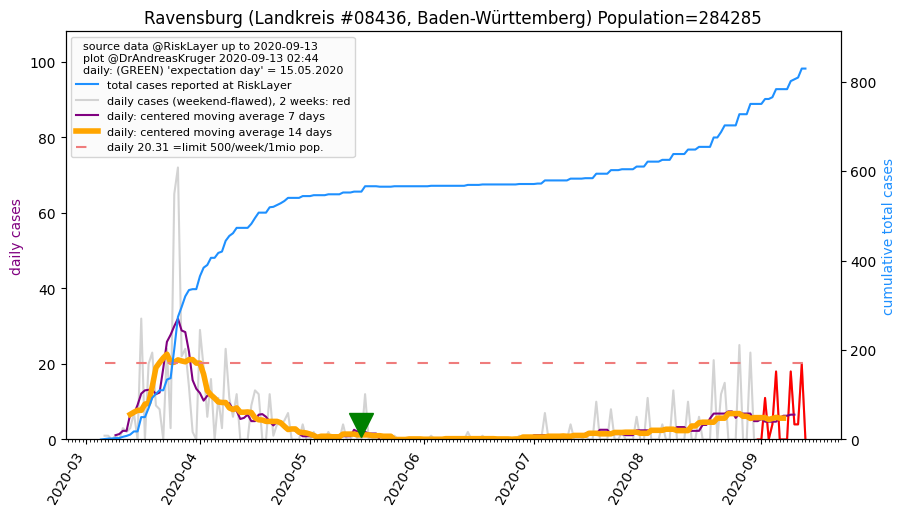 Ravensburg (Landkreis #08436, Baden-Württemberg) Population=284285
source data @RiskLayer up to 2020-09-13
plot @DrAndreasKruger 2020-09-13 02:44
daily: (GREEN) 'expectation day' = 15.05.2020
total cases reported at RiskLayer
daily cases (weekend-flawed), 2 weeks: red
daily: centered moving average 7 days
daily: centered moving average 14 days
daily 20.31 =limit 500/week/1mio pop.
daily cases
100
80
60
40
20
0
cumulative total cases
800
600
400
200
0
2020-03
2020-04
2020-05
2020-06
2020-07
2020-08
2020-09